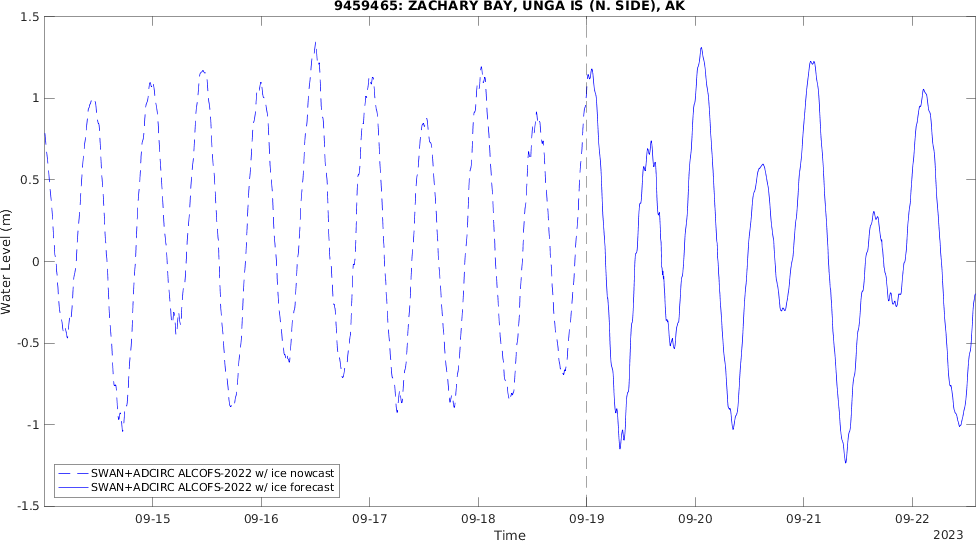 9459465: ZACHARY BAY, UNGA IS (N. SIDE), AK
1.5
1
0.5
0
-0.5
-1
-1.5
Water Level (m)
SWAN+ADCIRC ALCOFS-2022 w/ ice nowcast
SWAN+ADCIRC ALCOFS-2022 w/ ice forecast
09-15 09-16 09-17 09-18 09-19 09-20 09-21 09-22
Time
2023